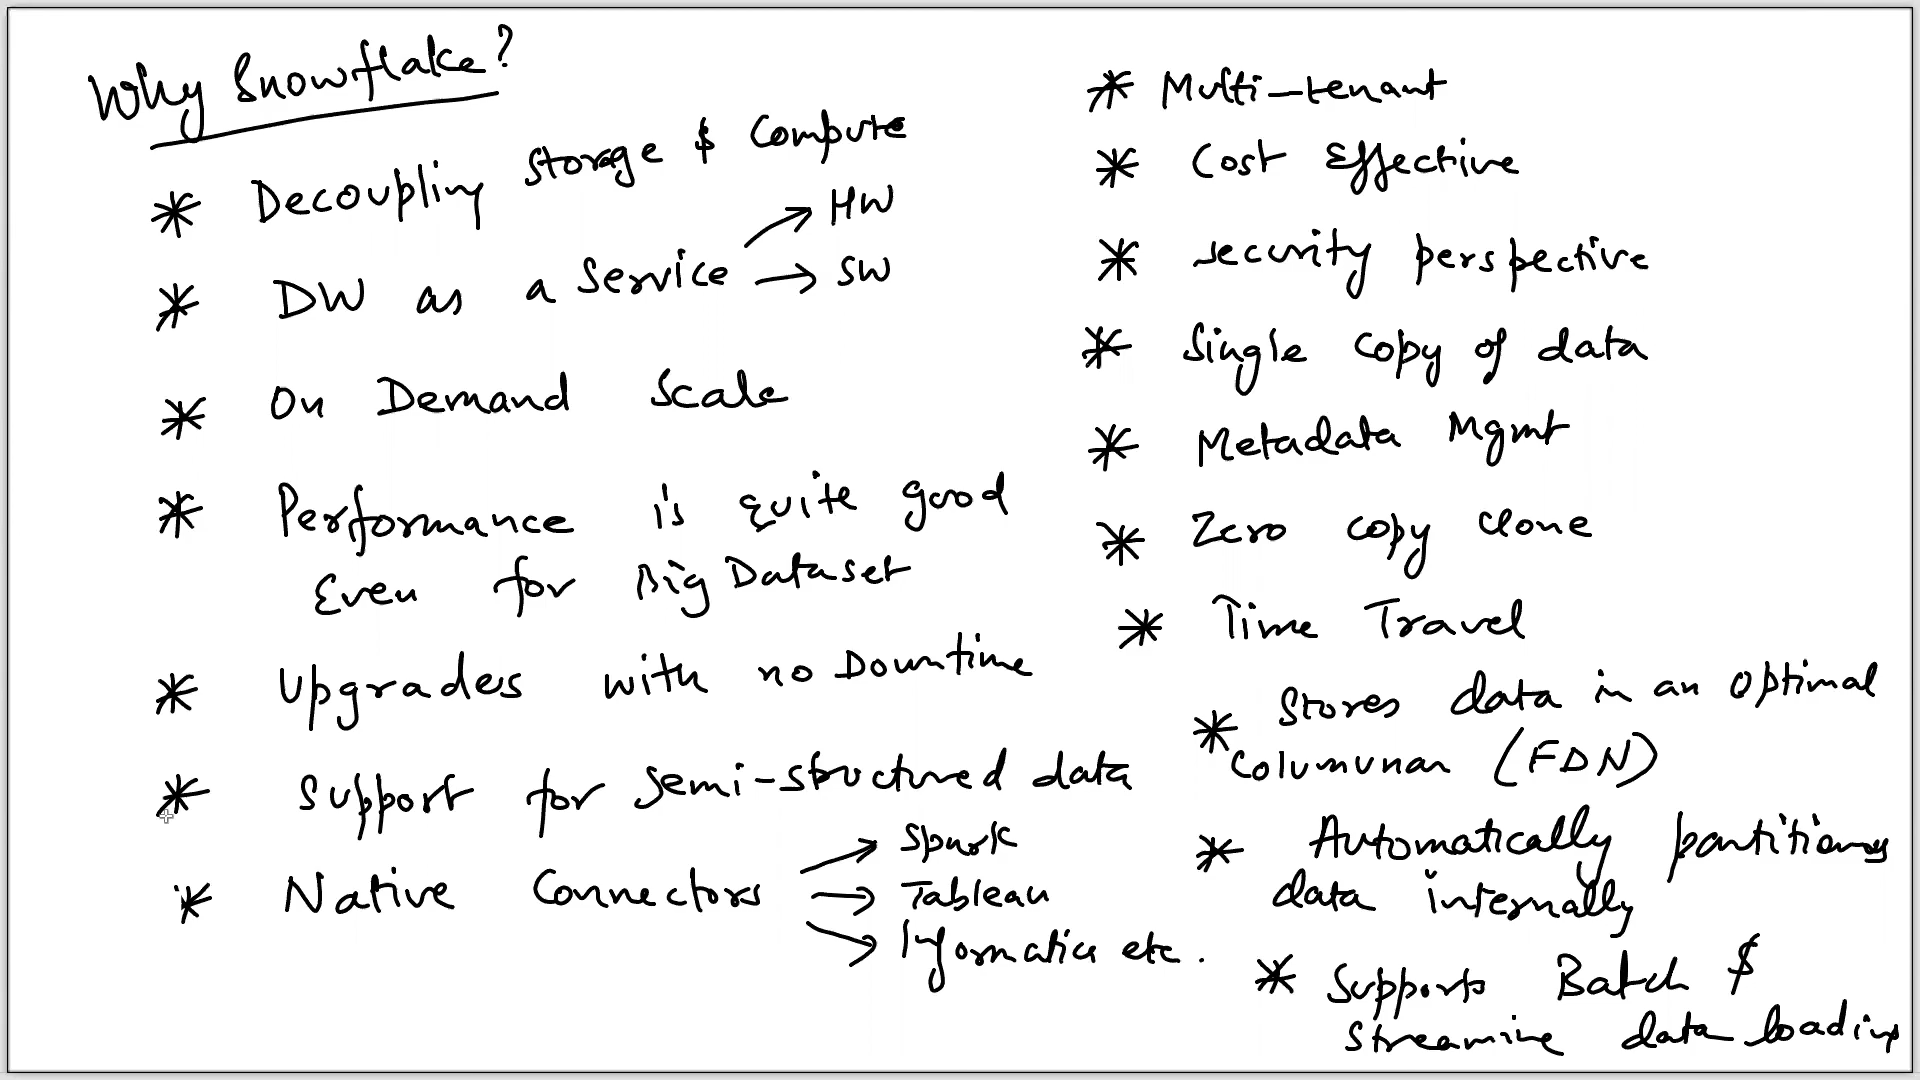 Why Snowflake?
* Decoupling Storage & Compute
* DW as a Service → HW
→ SW
* On Demand Scale
* Performance is quite good
Even for Big Dataset
* Upgrades with no Downtime
* Support for Semi-structured data
* Native Connectors → Spark
→ Tableau
→ Informatica etc.
* Multi-tenant
* Cost Effective
* Security perspective
* Single Copy of data
* Metadata Mgmt
* Zero copy clone
* Time Travel
* Stores data in an optimal
Columunar (FDN)
* Automatically partitions
data internally
* Supports Batch &
Streamine data loading